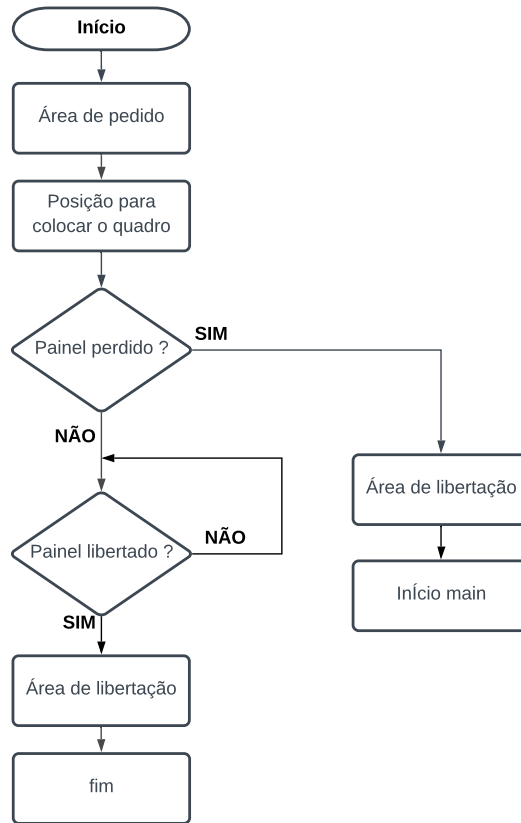 Início
Área de pedido
Posição para
colocar o quadro
Painel perdido ?
SIM
NÃO
Painel libertado ?
NÃO
SIM
Área de libertação
fim
Área de libertação
InÍcio main